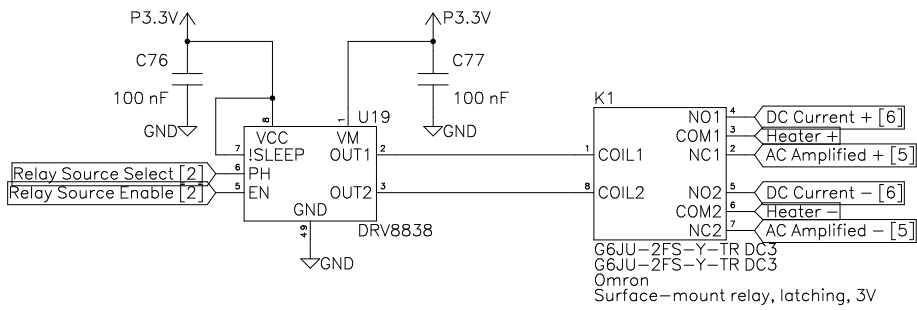 P3.3V
P3.3V
C76
100 nF
GND
C77
100 nF
GND
8
1
U19
VCC
VM
7
!SLEEP
OUT1
2
Relay Source Select [2]
6
PH
Relay Source Enable [2]
5
EN
OUT2
3
GND
49
DRV8838
GND
K1
1
COIL1
8
COIL2
NO1
4
DC Current + [6]
COM1
3
Heater +
NC1
2
AC Amplified + [5]
NO2
5
DC Current - [6]
COM2
6
Heater -
NC2
7
AC Amplified - [5]
G6JU-2FS-Y-TR DC3
G6JU-2FS-Y-TR DC3
Omron
Surface-mount relay, latching, 3V